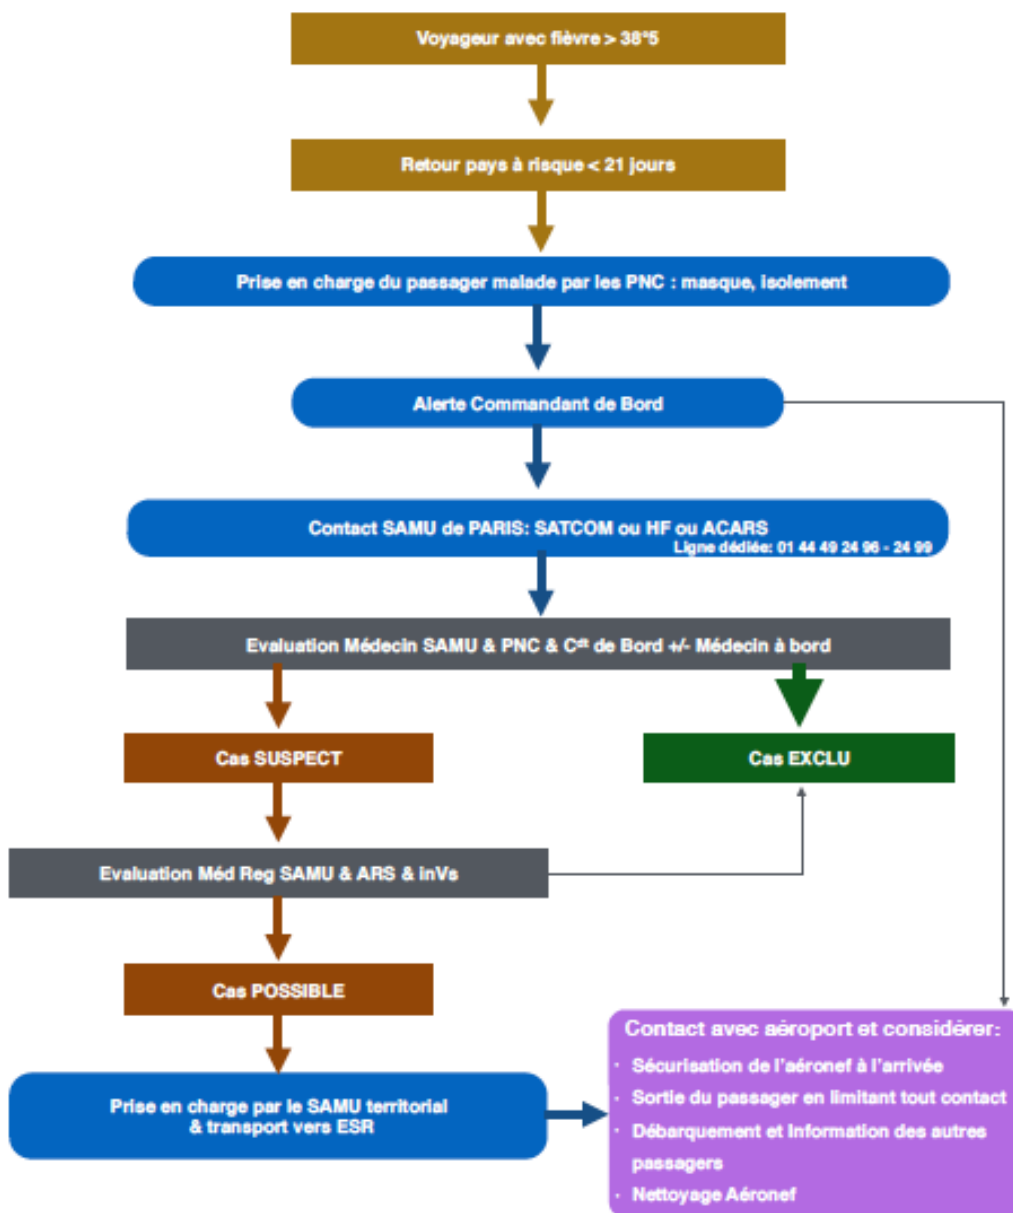 Voyageur avec fièvre > 38°5
Retour pays à risque < 21 jours
Prise en charge du passager malade par les PNC : masque, isolement
Alerte Commandant de Bord
Contact SAMU de PARIS: SATCOM ou HF ou ACARS
Ligne dédiée: 01 44 49 24 96 - 24 99
Evaluation Médecin SAMU & PNC & Cdt de Bord +/- Médecin à bord
Cas SUSPECT
Cas EXCLU
Evaluation Méd Reg SAMU & ARS & inVs
Cas POSSIBLE
Prise en charge par le SAMU territorial
& transport vers ESR
Contact avec aéroport et considérer:
· Sécurisation de l'aéronef à l'arrivée
· Sortie du passager en limitant tout contact
· Débarquement et Information des autres
passagers
· Nettoyage Aéronef